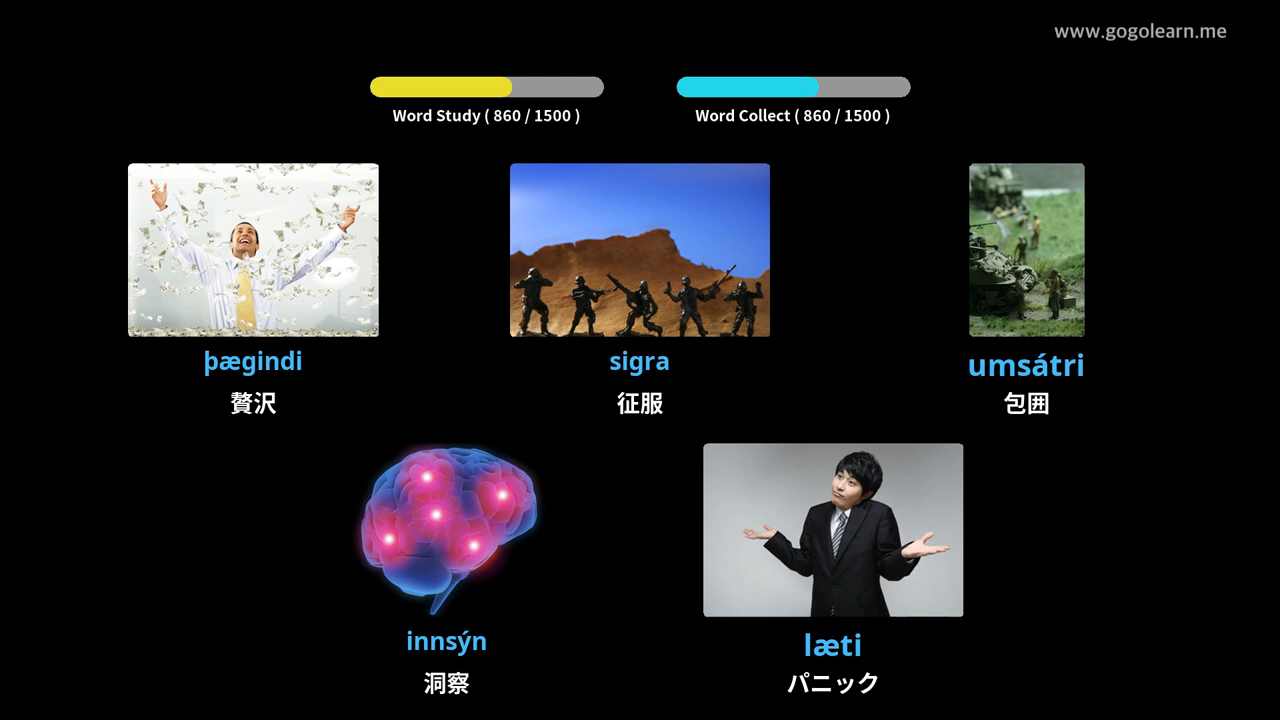 www.gogolearn.me
Word Study ( 860 / 1500 )
Word Collect ( 860 / 1500 )
þægindi
贅沢
sigra
征服
umsátri
包囲
innsýn
洞察
læti
パニック